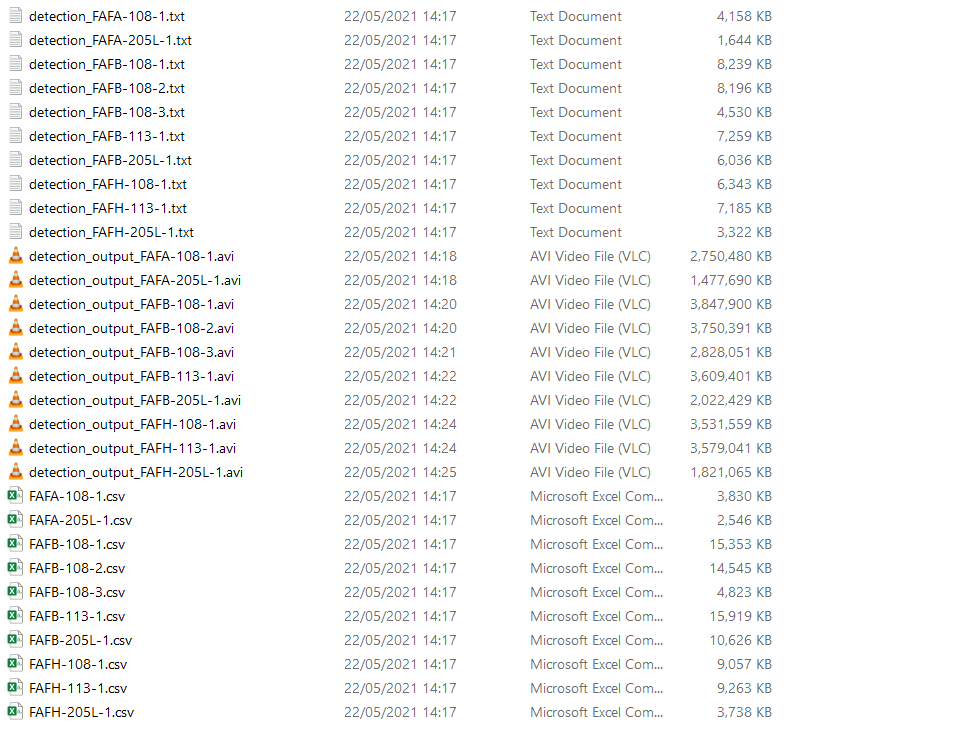 detection_FAFA-108-1.txt 22/05/2021 14:17 Text Document 4,158 KB
detection_FAFA-205L-1.txt 22/05/2021 14:17 Text Document 1,644 KB
detection_FAFB-108-1.txt 22/05/2021 14:17 Text Document 8,239 KB
detection_FAFB-108-2.txt 22/05/2021 14:17 Text Document 8,196 KB
detection_FAFB-108-3.txt 22/05/2021 14:17 Text Document 4,530 KB
detection_FAFB-113-1.txt 22/05/2021 14:17 Text Document 7,259 KB
detection_FAFB-205L-1.txt 22/05/2021 14:17 Text Document 6,036 KB
detection_FAFH-108-1.txt 22/05/2021 14:17 Text Document 6,343 KB
detection_FAFH-113-1.txt 22/05/2021 14:17 Text Document 7,185 KB
detection_FAFH-205L-1.txt 22/05/2021 14:17 Text Document 3,322 KB
detection_output_FAFA-108-1.avi 22/05/2021 14:18 AVI Video File (VLC) 2,750,480 KB
detection_output_FAFA-205L-1.avi 22/05/2021 14:18 AVI Video File (VLC) 1,477,690 KB
detection_output_FAFB-108-1.avi 22/05/2021 14:20 AVI Video File (VLC) 3,847,900 KB
detection_output_FAFB-108-2.avi 22/05/2021 14:20 AVI Video File (VLC) 3,750,391 KB
detection_output_FAFB-108-3.avi 22/05/2021 14:21 AVI Video File (VLC) 2,828,051 KB
detection_output_FAFB-113-1.avi 22/05/2021 14:22 AVI Video File (VLC) 3,609,401 KB
detection_output_FAFB-205L-1.avi 22/05/2021 14:22 AVI Video File (VLC) 2,022,429 KB
detection_output_FAFH-108-1.avi 22/05/2021 14:24 AVI Video File (VLC) 3,531,559 KB
detection_output_FAFH-113-1.avi 22/05/2021 14:24 AVI Video File (VLC) 3,579,041 KB
detection_output_FAFH-205L-1.avi 22/05/2021 14:25 AVI Video File (VLC) 1,821,065 KB
FAFA-108-1.csv 22/05/2021 14:17 Microsoft Excel Com... 3,830 KB
FAFA-205L-1.csv 22/05/2021 14:17 Microsoft Excel Com... 2,546 KB
FAFB-108-1.csv 22/05/2021 14:17 Microsoft Excel Com... 15,353 KB
FAFB-108-2.csv 22/05/2021 14:17 Microsoft Excel Com... 14,545 KB
FAFB-108-3.csv 22/05/2021 14:17 Microsoft Excel Com... 4,823 KB
FAFB-113-1.csv 22/05/2021 14:17 Microsoft Excel Com... 15,919 KB
FAFB-205L-1.csv 22/05/2021 14:17 Microsoft Excel Com... 10,626 KB
FAFH-108-1.csv 22/05/2021 14:17 Microsoft Excel Com... 9,057 KB
FAFH-113-1.csv 22/05/2021 14:17 Microsoft Excel Com... 9,263 KB
FAFH-205L-1.csv 22/05/2021 14:17 Microsoft Excel Com... 3,738 KB